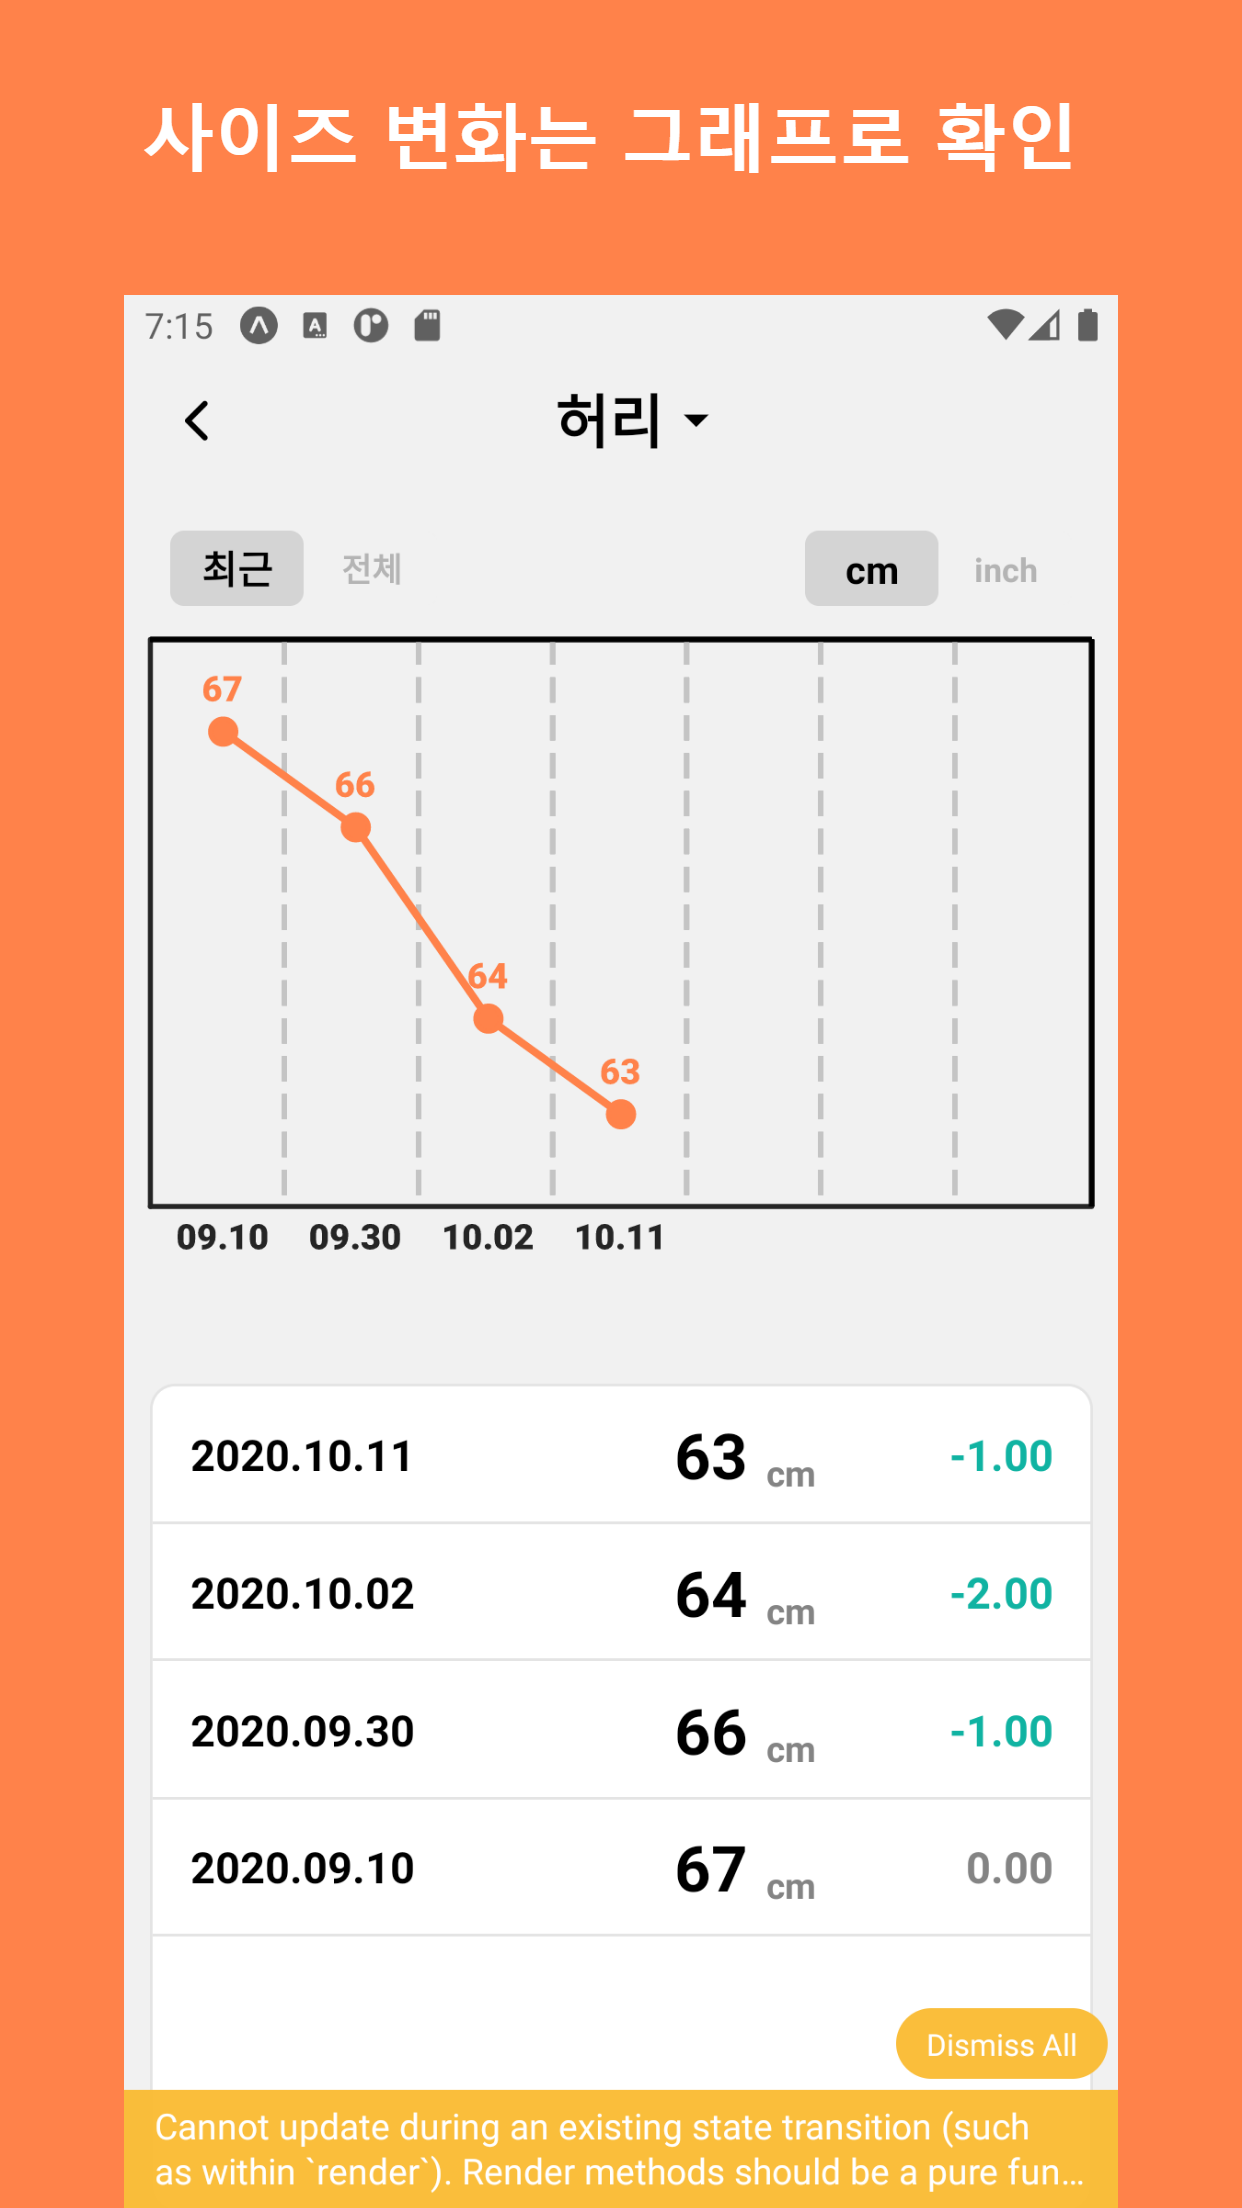 사이즈 변화는 그래프로 확인
7:15
허리
최근 전체 cm inch
67
66
64
63
09.10 09.30 10.02 10.11
2020.10.11 63 cm -1.00
2020.10.02 64 cm -2.00
2020.09.30 66 cm -1.00
2020.09.10 67 cm 0.00
Dismiss All
Cannot update during an existing state transition (such
as within `render`). Render methods should be a pure fun...